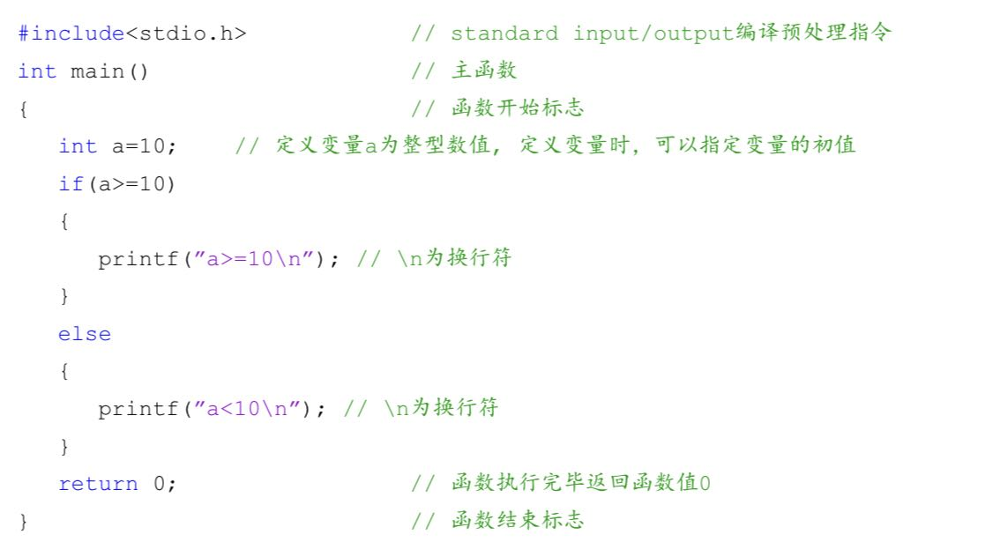 #include<stdio.h> // standard input/output编译预处理指令
int main() // 主函数
{ // 函数开始标志
int a=10; // 定义变量a为整型数值, 定义变量时, 可以指定变量的初值
if(a>=10)
{
printf(″a>=10\n″); // \n为换行符
}
else
{
printf(″a<10\n″); // \n为换行符
}
return 0; // 函数执行完毕返回函数值0
} // 函数结束标志